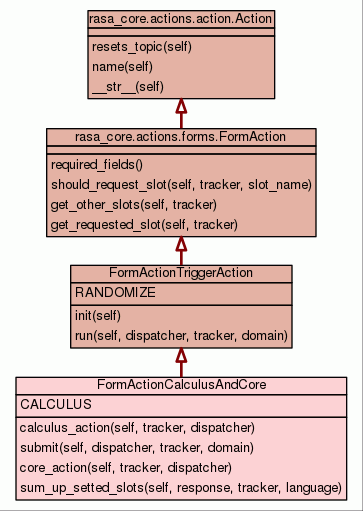 rasa_core.actions.action.Action
resets_topic(self)
name(self)
__str__(self)
rasa_core.actions.forms.FormAction
required_fields()
should_request_slot(self, tracker, slot_name)
get_other_slots(self, tracker)
get_requested_slot(self, tracker)
FormActionTriggerAction
RANDOMIZE
init(self)
run(self, dispatcher, tracker, domain)
FormActionCalculusAndCore
CALCULUS
calculus_action(self, tracker, dispatcher)
submit(self, dispatcher, tracker, domain)
core_action(self, tracker, dispatcher)
sum_up_setted_slots(self, response, tracker, language)